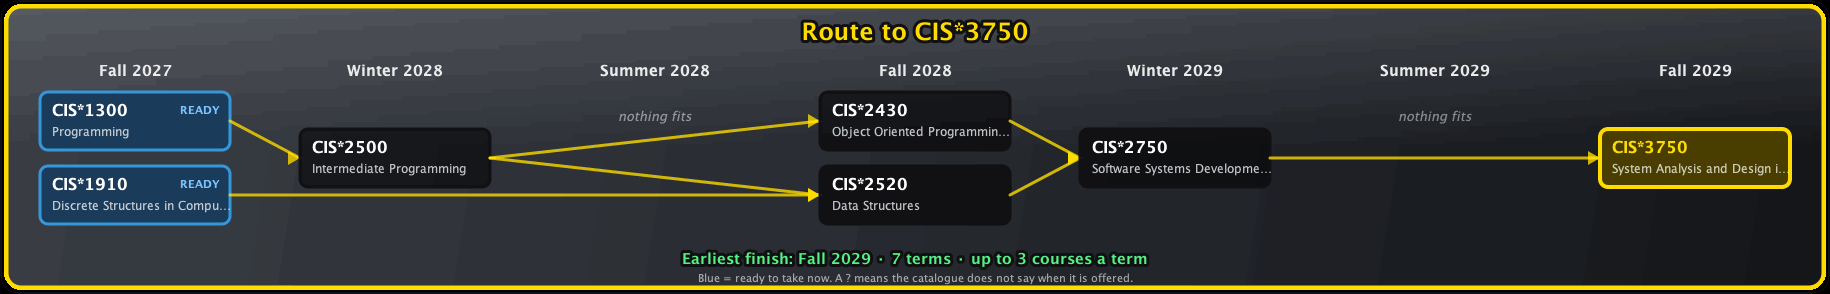 Route to CIS*3750
Fall 2027
Winter 2028
Summer 2028
Fall 2028
Winter 2029
Summer 2029
Fall 2029
CIS*1300 READY
Programming
CIS*1910 READY
Discrete Structures in Compu...
CIS*2500
Intermediate Programming
nothing fits
CIS*2430
Object Oriented Programmin...
CIS*2520
Data Structures
CIS*2750
Software Systems Developme...
nothing fits
CIS*3750
System Analysis and Design i...
Earliest finish: Fall 2029 · 7 terms · up to 3 courses a term
Blue = ready to take now. A ? means the catalogue does not say when it is offered.